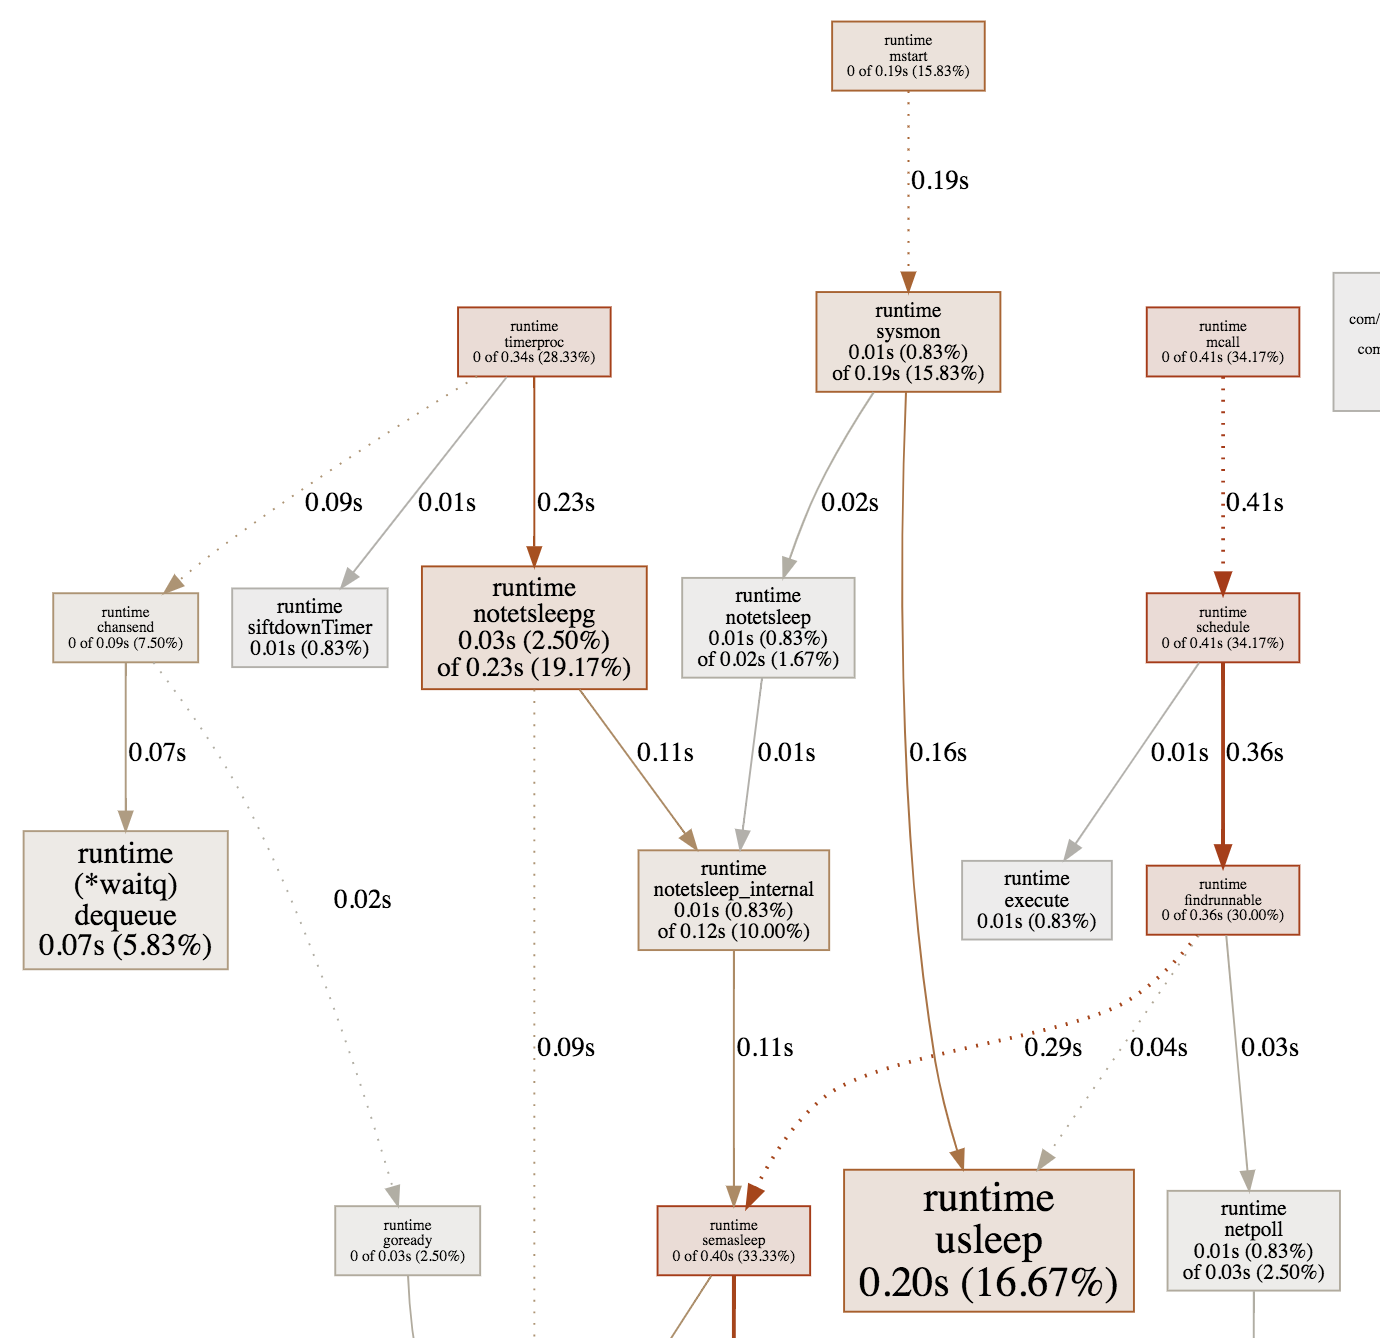 runtime
mstart
0 of 0.19s (15.83%)
0.19s
runtime
timerproc
0 of 0.34s (28.33%)
runtime
sysmon
0.01s (0.83%)
of 0.19s (15.83%)
runtime
mcall
0 of 0.41s (34.17%)
com/
com
0.09s
0.01s
0.23s
0.02s
0.41s
runtime
chansend
0 of 0.09s (7.50%)
runtime
siftdownTimer
0.01s (0.83%)
runtime
notetsleepg
0.03s (2.50%)
of 0.23s (19.17%)
runtime
notetsleep
0.01s (0.83%)
of 0.02s (1.67%)
runtime
schedule
0 of 0.41s (34.17%)
0.07s
0.11s
0.01s
0.16s
0.01s
0.36s
runtime
(*waitq)
dequeue
0.07s (5.83%)
0.02s
runtime
notetsleep_internal
0.01s (0.83%)
of 0.12s (10.00%)
runtime
execute
0.01s (0.83%)
runtime
findrunnable
0 of 0.36s (30.00%)
0.09s
0.11s
0.29s
0.04s
0.03s
runtime
goready
0 of 0.03s (2.50%)
runtime
semasleep
0 of 0.40s (33.33%)
runtime
usleep
0.20s (16.67%)
runtime
netpoll
0.01s (0.83%)
of 0.03s (2.50%)